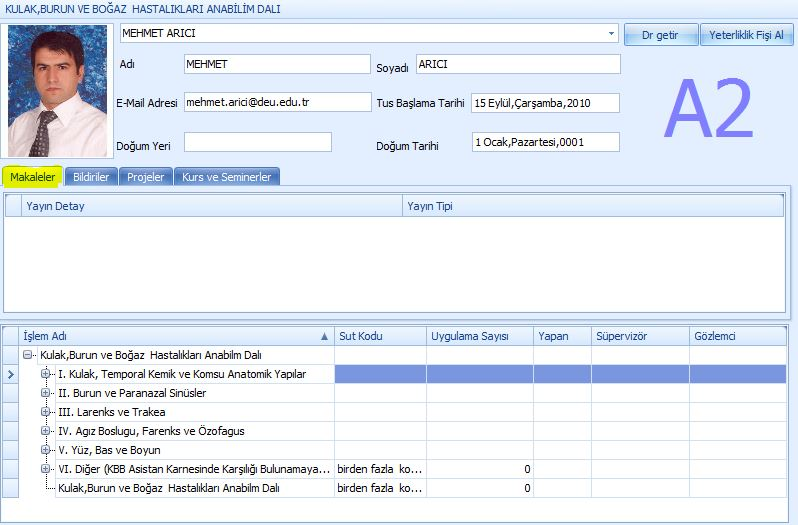 KULAK,BURUN VE BOĞAZ HASTALIKLARI ANABİLİM DALI
MEHMET ARICI
Dr getir
Yeterliklik Fişi Al
Adı
MEHMET
Soyadı
ARICI
A2
E-Mail Adresi
mehmet.arici@deu.edu.tr
Tus Başlama Tarihi
15 Eylül,Çarşamba,2010
Doğum Yeri
Doğum Tarihi
1 Ocak,Pazartesi,0001
Makaleler
Bildiriler
Projeler
Kurs ve Seminerler
Yayın Detay
Yayın Tipi
İşlem Adı
Sut Kodu
Uygulama Sayısı
Yapan
Süpervizör
Gözlemci
Kulak,Burun ve Boğaz Hastalıkları Anabilm Dalı
I. Kulak, Temporal Kemik ve Komsu Anatomik Yapılar
II. Burun ve Paranazal Sinüsler
III. Larenks ve Trakea
IV. Agız Boslugu, Farenks ve Özofagus
V. Yüz, Bas ve Boyun
VI. Diğer (KBB Asistan Karnesinde Karşılığı Bulunamaya... birden fazla ko... 0
Kulak,Burun ve Boğaz Hastalıkları Anabilm Dalı birden fazla ko... 0